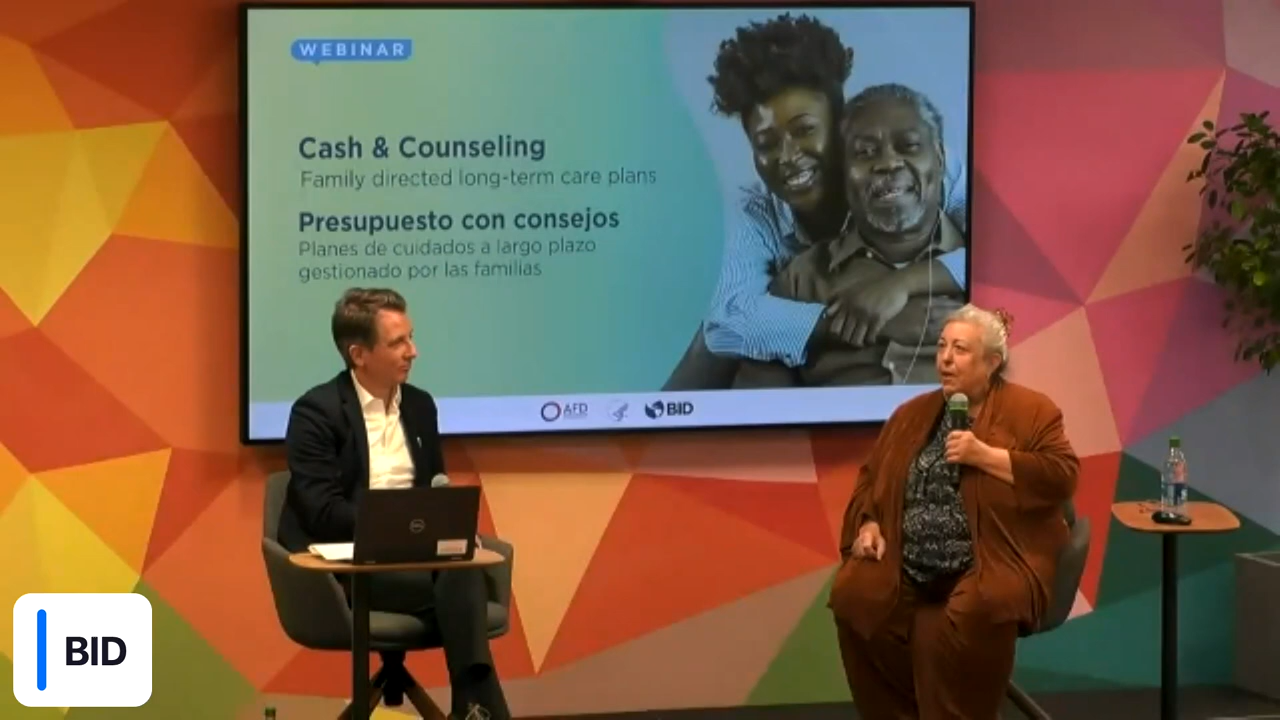 WEBINAR
Cash & Counseling
Family directed long-term care plans
Presupuesto con consejos
Planes de cuidados a largo plazo
gestionado por las familias
AFD
BID
DELL
BID